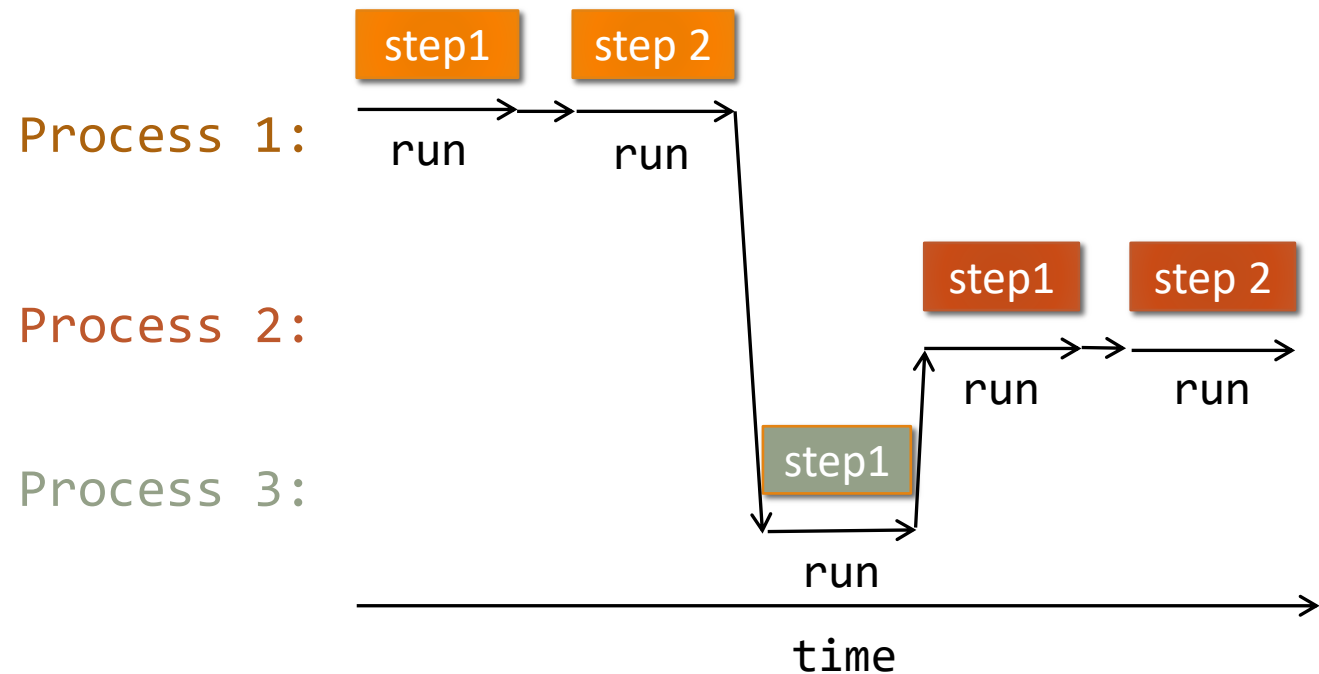 step1
step 2
Process 1:
run
run
step1
step 2
Process 2:
run
run
step1
Process 3:
run
time